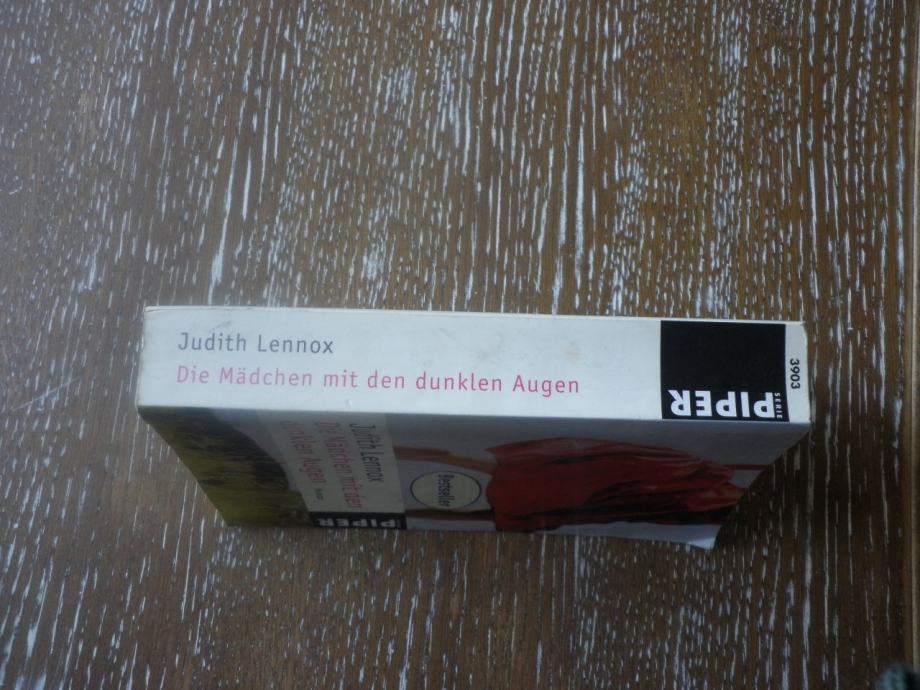 Judith Lennox
Die Mädchen mit den dunklen Augen
SERIE
PIPER
3903
Judith Lennox
Die Mädchen mit den
dunklen Augen
Bestseller
PIPER